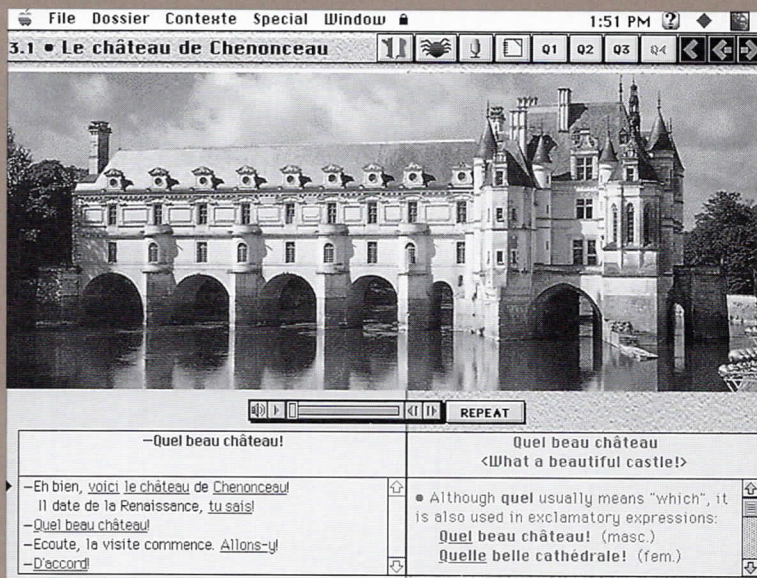 File Dossier Contexte Special Window 1:51 PM
3.1 • Le château de Chenonceau Q1 Q2 Q3 Q4
REPEAT
—Quel beau château!
—Eh bien, voici le château de Chenonceau!
Il date de la Renaissance, tu sais!
—Quel beau château!
—Ecoute, la visite commence. Allons-y!
—D'accord!
Quel beau château
<What a beautiful castle!>
• Although quel usually means "which", it
is also used in exclamatory expressions:
Quel beau château! (masc.)
Quelle belle cathédrale! (fem.)